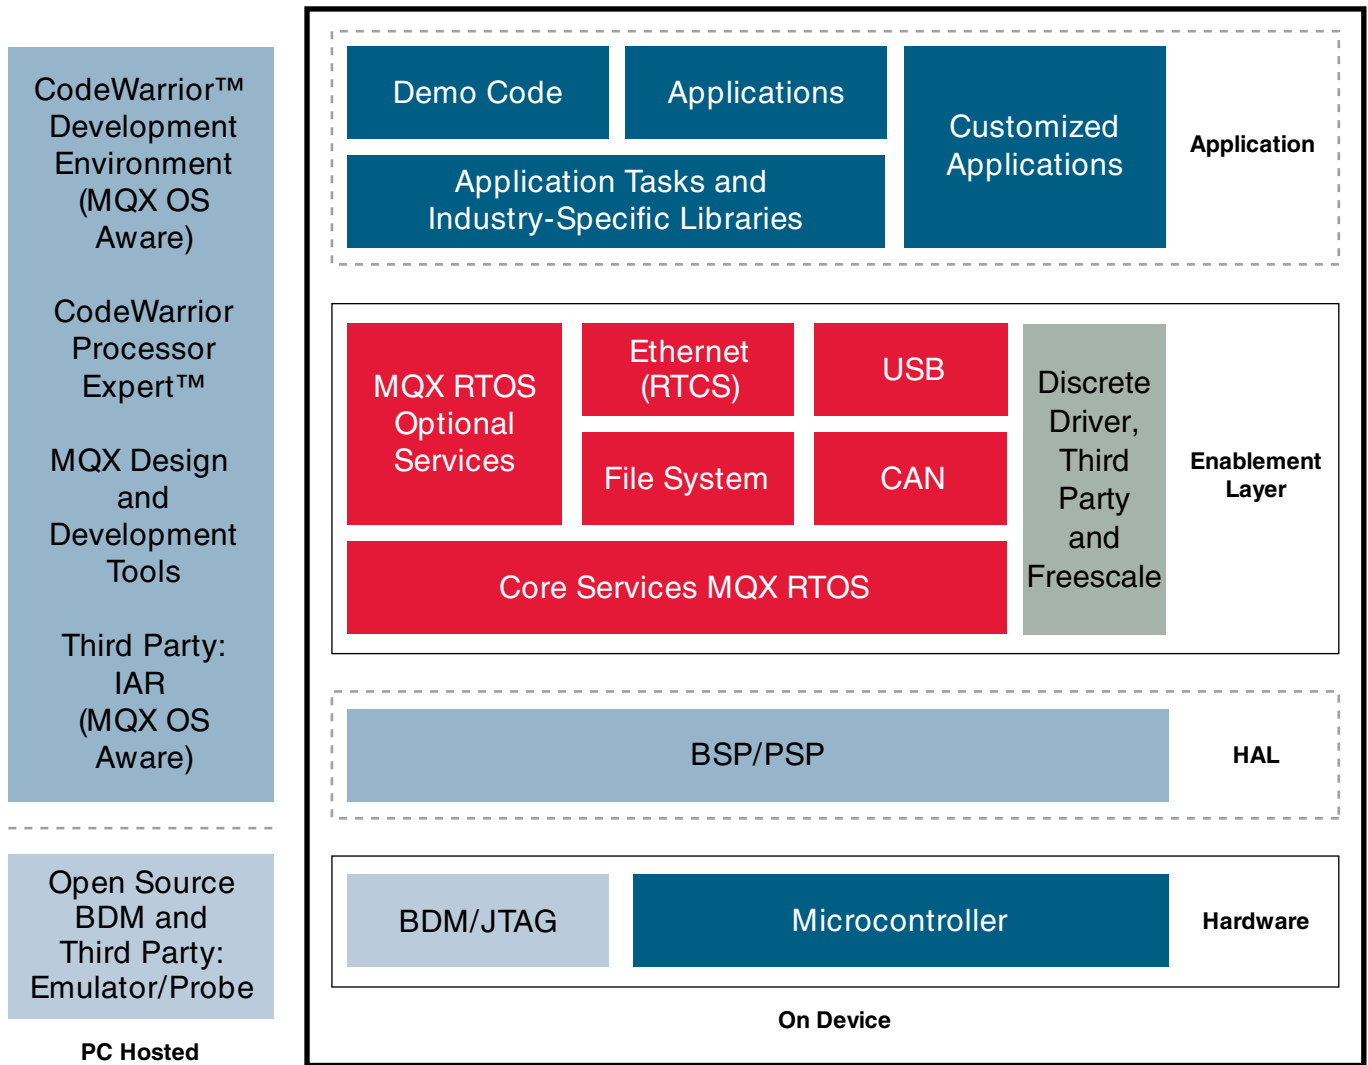 CodeWarrior™
Development
Environment
(MQX OS
Aware)
CodeWarrior
Processor
Expert™
MQX Design
and
Development
Tools
Third Party:
IAR
(MQX OS
Aware)
Open Source
BDM and
Third Party:
Emulator/Probe
PC Hosted
Demo Code
Applications
Customized
Applications
Application Tasks and
Industry-Specific Libraries
Application
MQX RTOS
Optional
Services
Ethernet
(RTCS)
USB
File System
CAN
Core Services MQX RTOS
Discrete
Driver,
Third
Party
and
Freescale
Enablement
Layer
BSP/PSP
HAL
BDM/JTAG
Microcontroller
Hardware
On Device